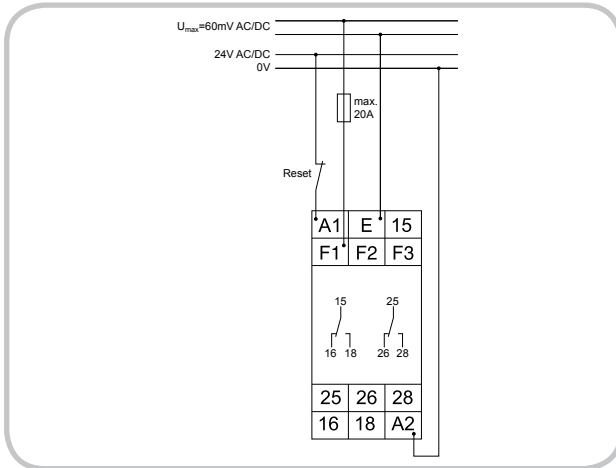 Umax=60mV AC/DC
24V AC/DC
0V
max.
20A
Reset
A1 E 15
F1 F2 F3
15 25
16 18 26 28
25 26 28
16 18 A2